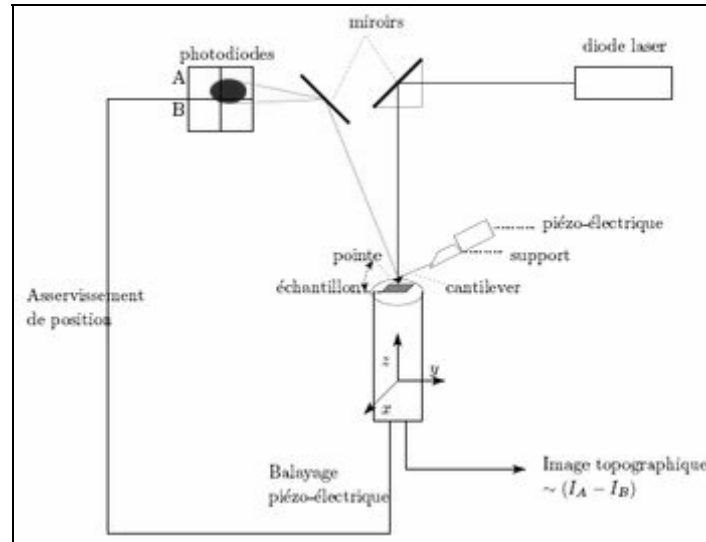 miroirs
photodiodes
diode laser
A
B
piézo-électrique
pointe
support
échantillon
cantilever
Asservissement
de position
z
y
x
Balayage
piézo-électrique
Image topographique
~ (I_A − I_B)